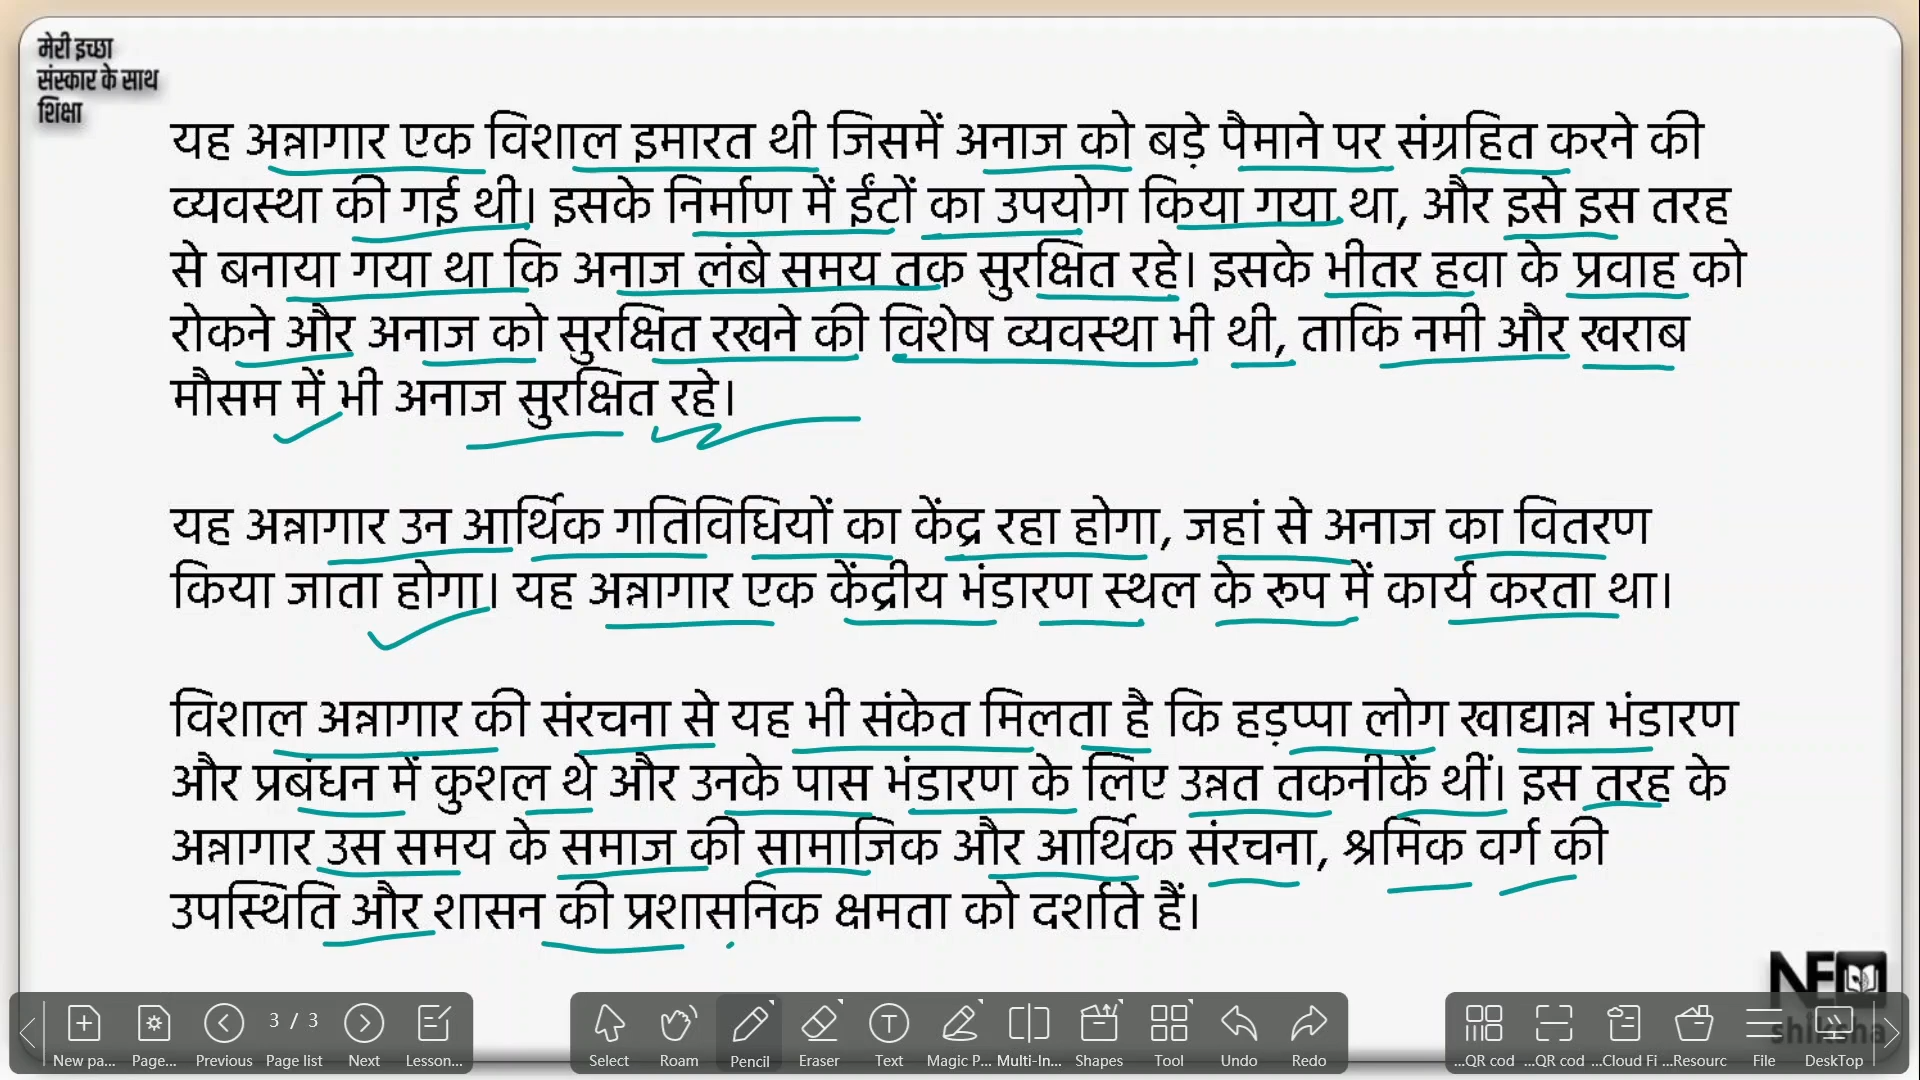 मेरी इच्छा
संस्कार के साथ
शिक्षा
यह अन्नागार एक विशाल इमारत थी जिसमें अनाज को बड़े पैमाने पर संग्रहित करने की
व्यवस्था की गई थी। इसके निर्माण में ईंटों का उपयोग किया गया था, और इसे इस तरह
से बनाया गया था कि अनाज लंबे समय तक सुरक्षित रहे। इसके भीतर हवा के प्रवाह को
रोकने और अनाज को सुरक्षित रखने की विशेष व्यवस्था भी थी, ताकि नमी और खराब
मौसम में भी अनाज सुरक्षित रहे।
यह अन्नागार उन आर्थिक गतिविधियों का केंद्र रहा होगा, जहां से अनाज का वितरण
किया जाता होगा। यह अन्नागार एक केंद्रीय भंडारण स्थल के रूप में कार्य करता था।
विशाल अन्नागार की संरचना से यह भी संकेत मिलता है कि हड़प्पा लोग खाद्यान्न भंडारण
और प्रबंधन में कुशल थे और उनके पास भंडारण के लिए उन्नत तकनीकें थीं। इस तरह के
अन्नागार उस समय के समाज की सामाजिक और आर्थिक संरचना, श्रमिक वर्ग की
उपस्थिति और शासन की प्रशासनिक क्षमता को दर्शाते हैं।
NEO
shiksha
3 / 3
New pa... Page... Previous Page list Next Lesson... Select Roam Pencil Eraser Text Magic P... Multi-In... Shapes Tool Undo Redo ...QR cod ...QR cod ...Cloud Fi ...Resourc File DeskTop